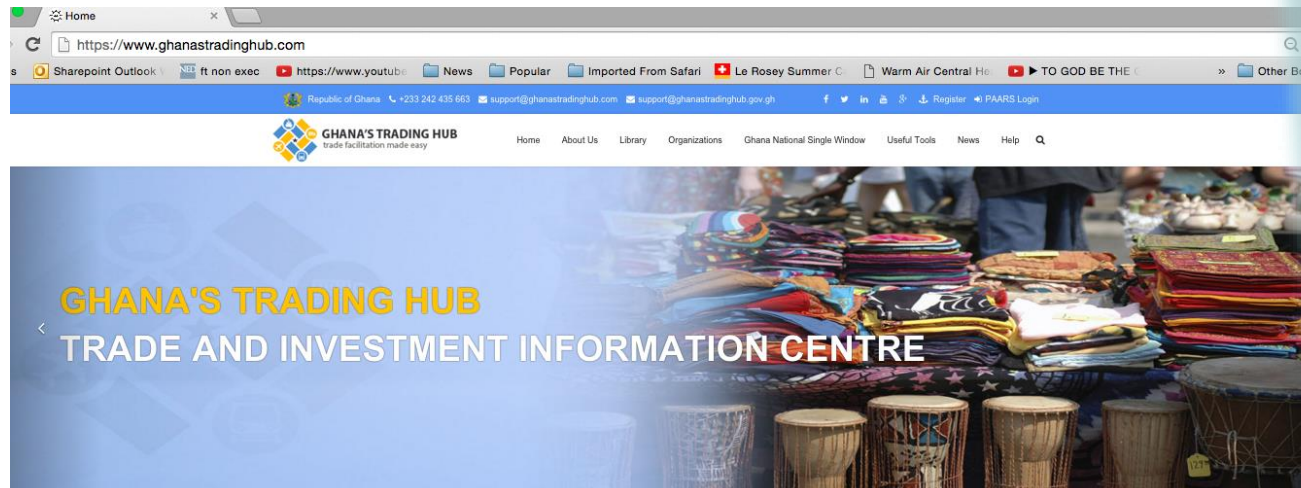 Home
https://www.ghanastradinghub.com
s Sharepoint Outlook ft non exec https://www.youtube News Popular Imported From Safari Le Rosey Summer C Warm Air Central He TO GOD BE THE » Other B
Republic of Ghana +233 242 435 663 support@ghanastradinghub.com support@ghanastradinghub.gov.gh Register PAARS Login
GHANA'S TRADING HUB
trade facilitation made easy
Home About Us Library Organizations Ghana National Single Window Useful Tools News Help
GHANA'S TRADING HUB
TRADE AND INVESTMENT INFORMATION CENTRE